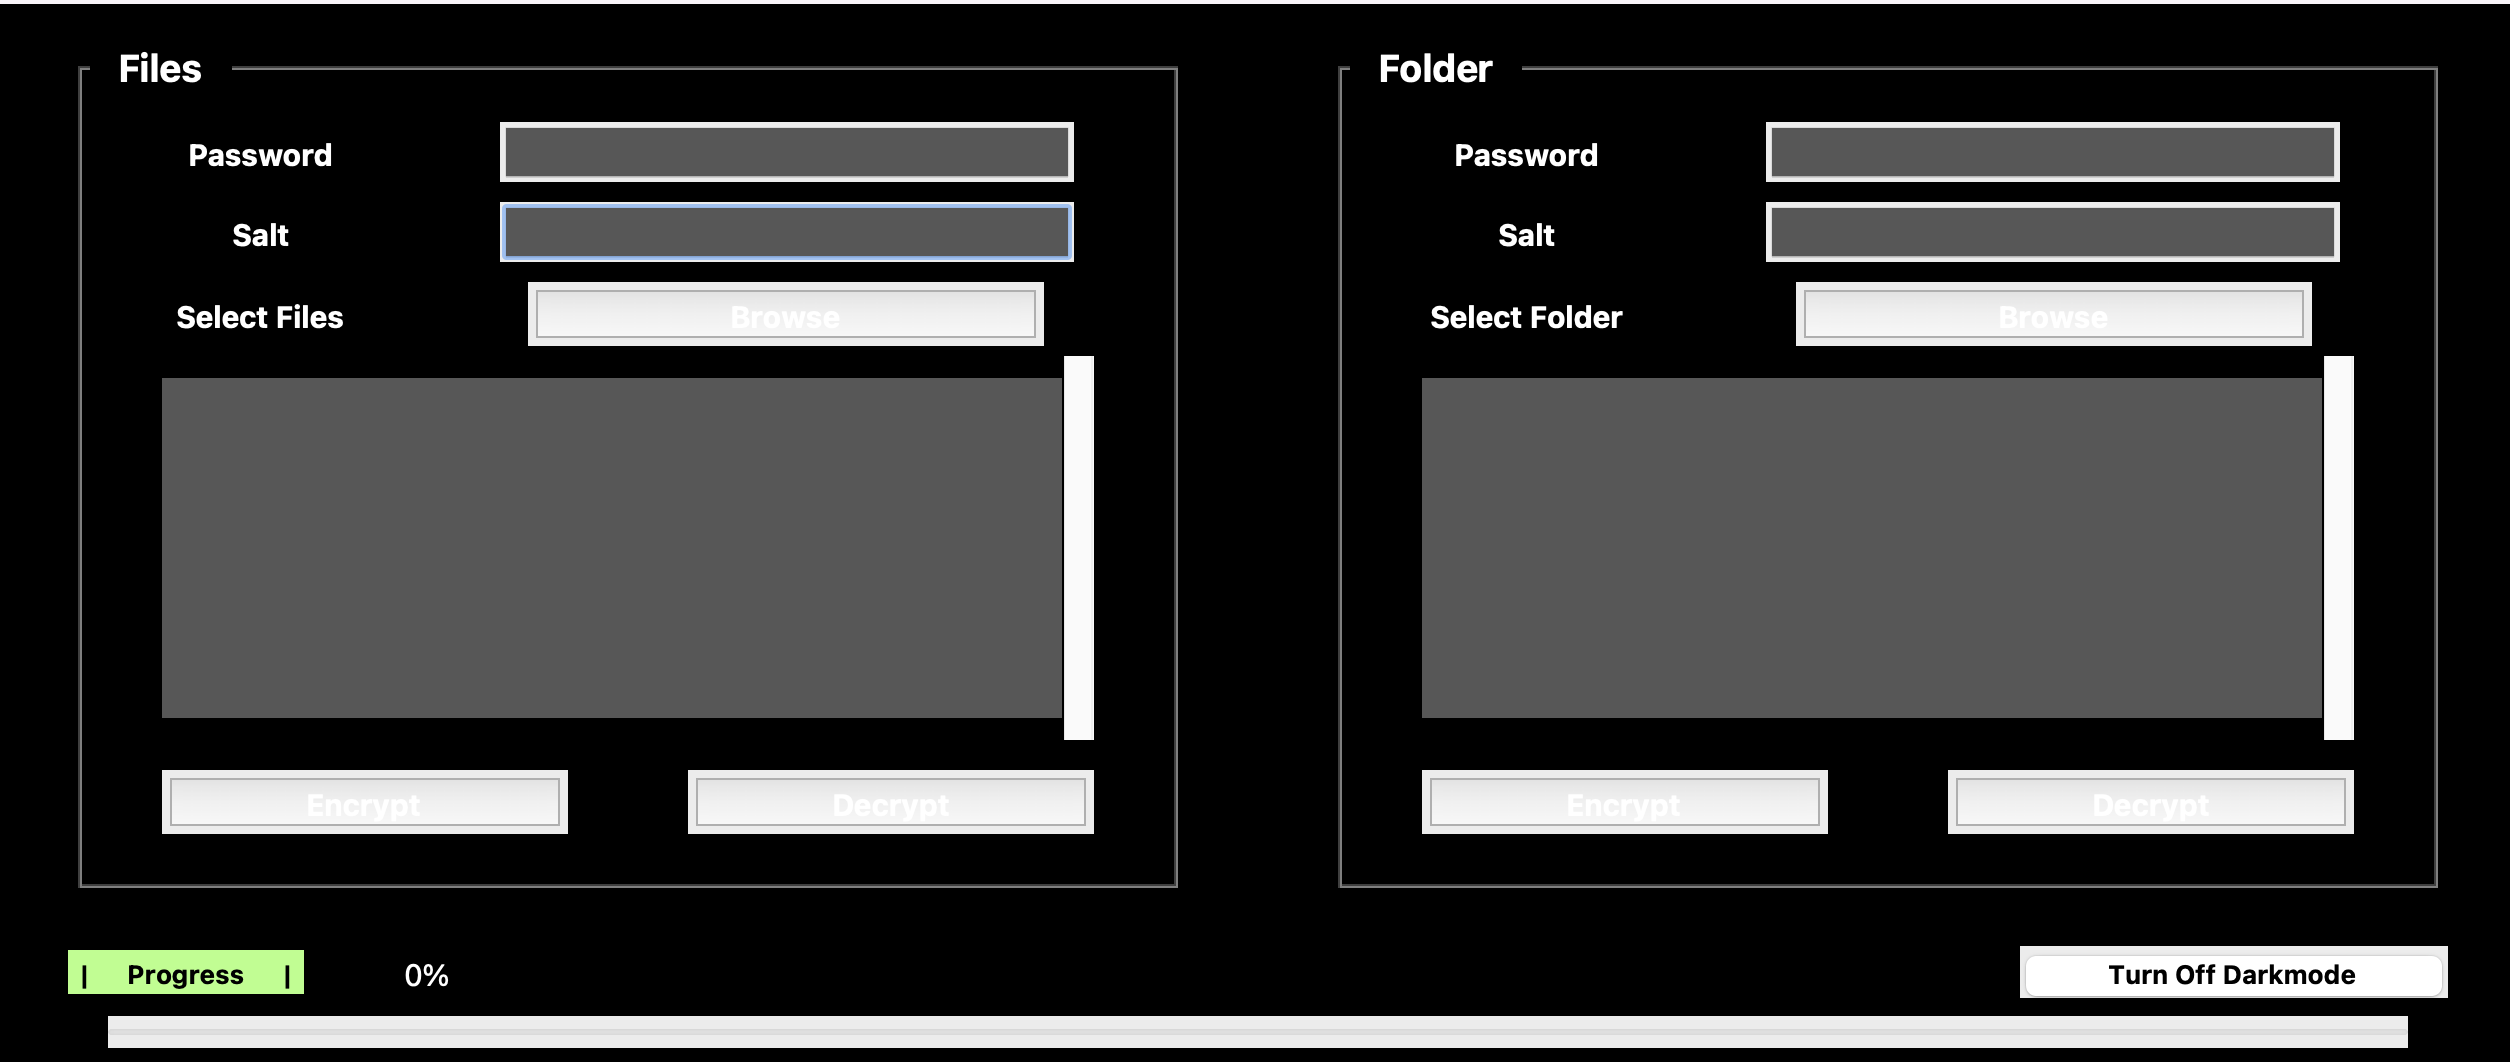 Files
Password
Salt
Select Files
Browse
Encrypt
Decrypt
Folder
Password
Salt
Select Folder
Browse
Encrypt
Decrypt
| Progress |
0%
Turn Off Darkmode